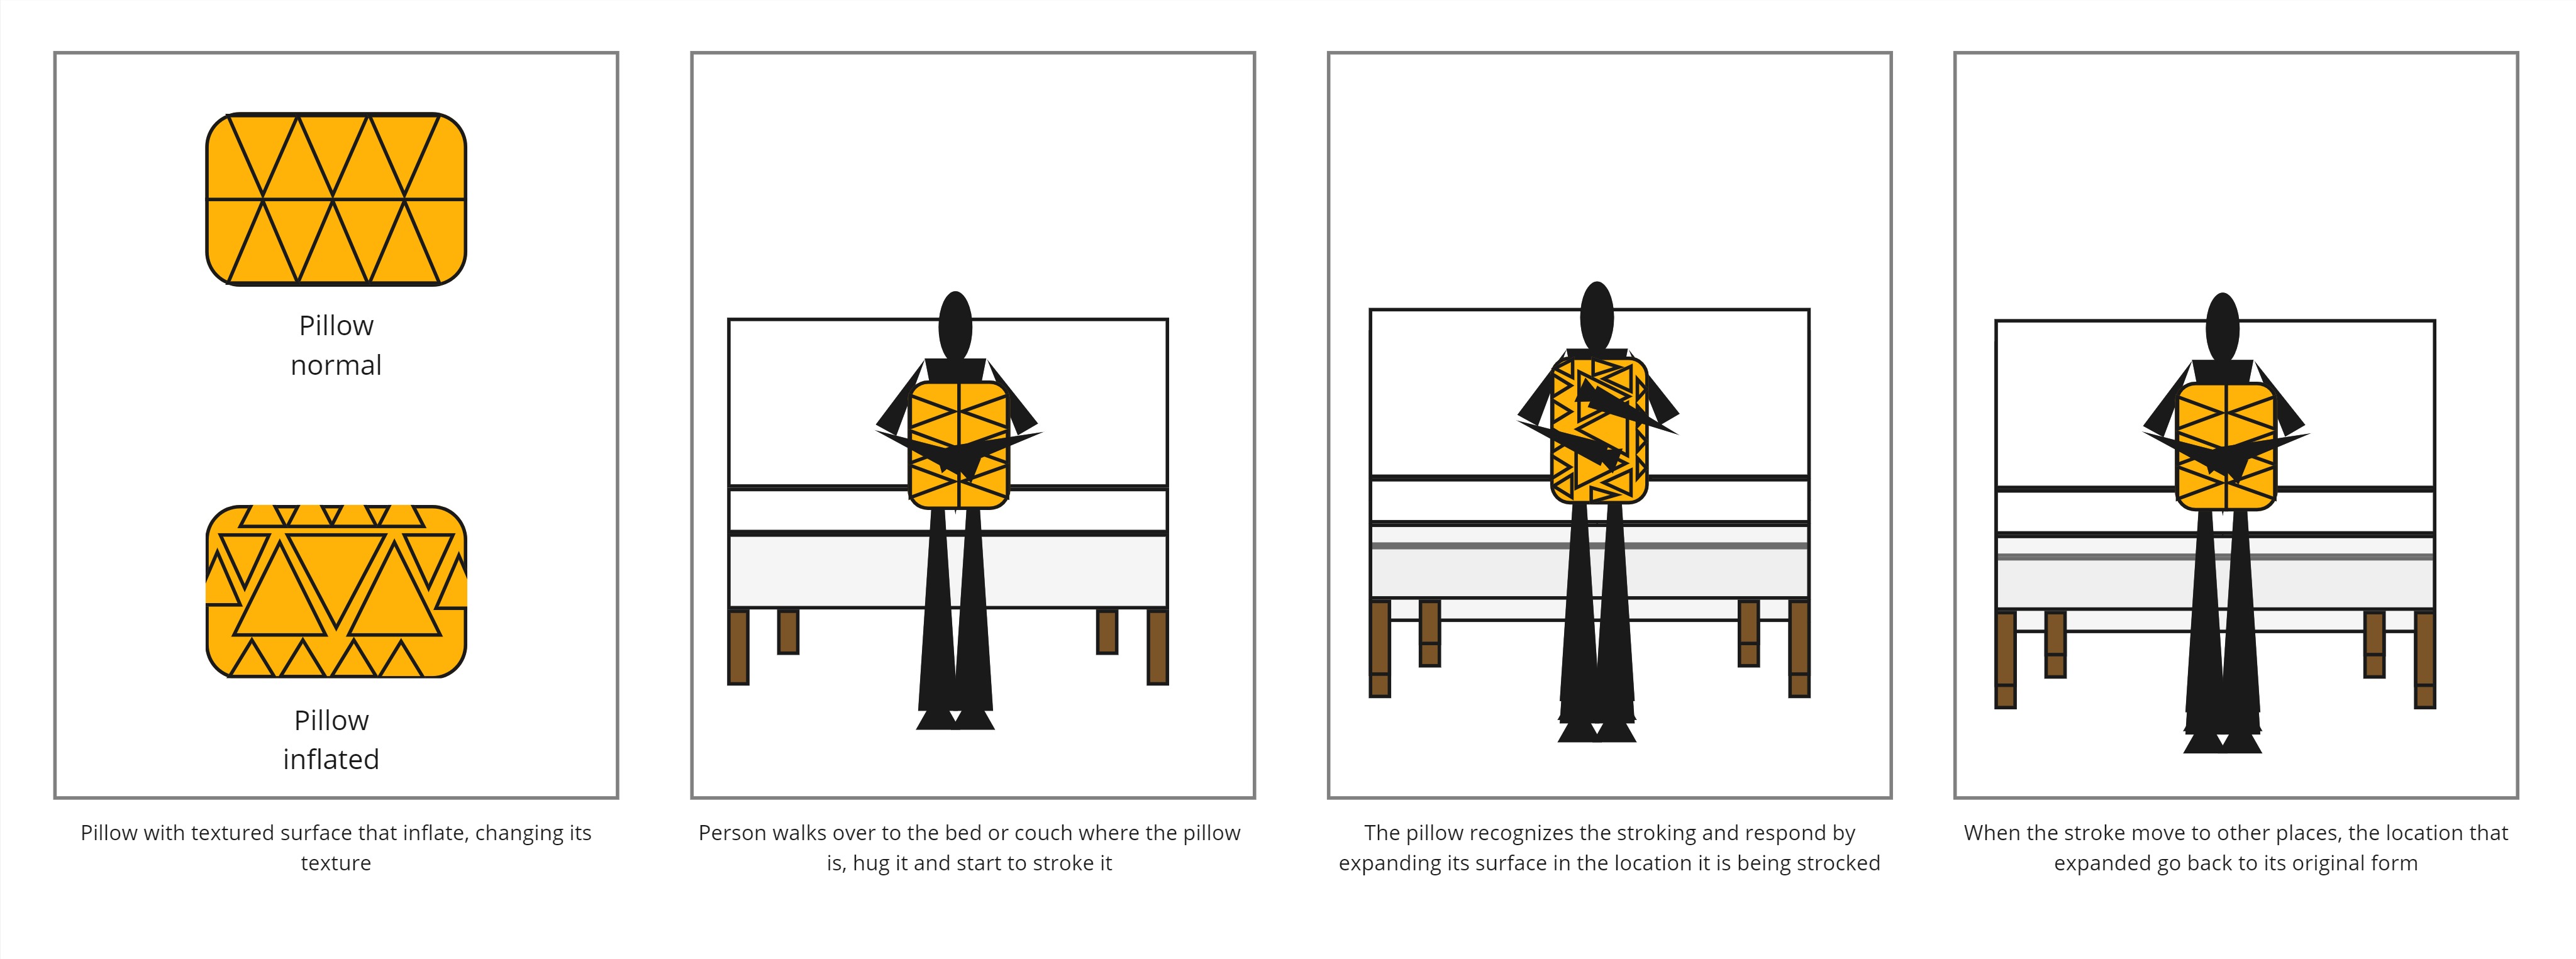 Pillow
normal
Pillow
inflated
Pillow with textured surface that inflate, changing its
texture
Person walks over to the bed or couch where the pillow
is, hug it and start to stroke it
The pillow recognizes the stroking and respond by
expanding its surface in the location it is being strocked
When the stroke move to other places, the location that
expanded go back to its original form